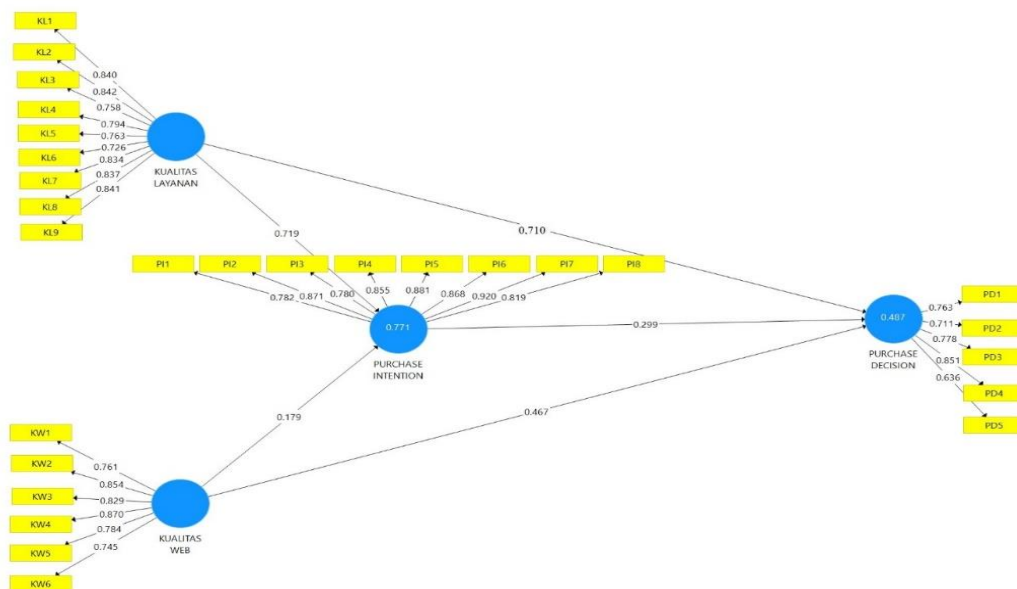 KL1
KL2
KL3
KL4
KL5
KL6
KL7
KL8
KL9
0.840
0.842
0.758
0.794
0.763
0.726
0.834
0.837
0.841
KUALITAS
LAYANAN
0.719
0.710
PI1
PI2
PI3
PI4
PI5
PI6
PI7
PI8
0.782
0.871
0.780
0.855
0.881
0.868
0.920
0.819
0.771
PURCHASE
INTENTION
0.299
0.487
PURCHASE
DECISION
0.763
0.711
0.778
0.851
0.636
PD1
PD2
PD3
PD4
PD5
0.179
0.467
KW1
KW2
KW3
KW4
KW5
KW6
0.761
0.854
0.829
0.870
0.784
0.745
KUALITAS
WEB